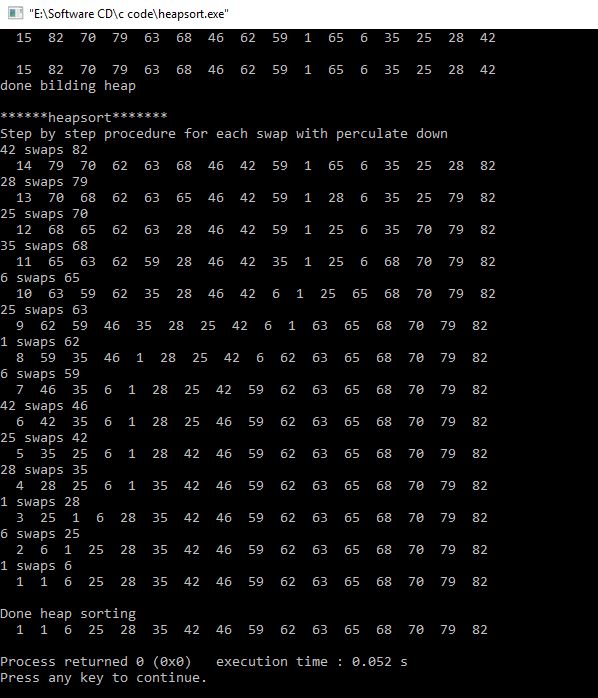 "E:\Software CD\c code\heapsort.exe"
15 82 70 79 63 68 46 62 59 1 65 6 35 25 28 42
15 82 70 79 63 68 46 62 59 1 65 6 35 25 28 42
done bilding heap
******heapsort*******
Step by step procedure for each swap with perculate down
42 swaps 82
14 79 70 62 63 68 46 42 59 1 65 6 35 25 28 82
28 swaps 79
13 70 68 62 63 65 46 42 59 1 28 6 35 25 79 82
25 swaps 70
12 68 65 62 63 28 46 42 59 1 25 6 35 70 79 82
35 swaps 68
11 65 63 62 59 28 46 42 35 1 25 6 68 70 79 82
6 swaps 65
10 63 59 62 35 28 46 42 6 1 25 65 68 70 79 82
25 swaps 63
9 62 59 46 35 28 25 42 6 1 63 65 68 70 79 82
1 swaps 62
8 59 35 46 1 28 25 42 6 62 63 65 68 70 79 82
6 swaps 59
7 46 35 6 1 28 25 42 59 62 63 65 68 70 79 82
42 swaps 46
6 42 35 6 1 28 25 46 59 62 63 65 68 70 79 82
25 swaps 42
5 35 25 6 1 28 42 46 59 62 63 65 68 70 79 82
28 swaps 35
4 28 25 6 1 35 42 46 59 62 63 65 68 70 79 82
1 swaps 28
3 25 1 6 28 35 42 46 59 62 63 65 68 70 79 82
6 swaps 25
2 6 1 25 28 35 42 46 59 62 63 65 68 70 79 82
1 swaps 6
1 1 6 25 28 35 42 46 59 62 63 65 68 70 79 82
Done heap sorting
1 1 6 25 28 35 42 46 59 62 63 65 68 70 79 82
Process returned 0 (0x0) execution time : 0.052 s
Press any key to continue.